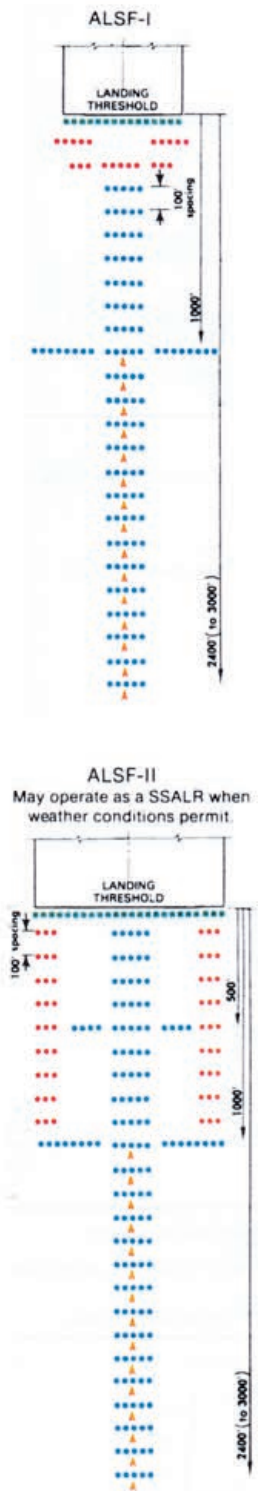 ALSF-I
LANDING
THRESHOLD
100'
spacing
1000'
2400' (to 3000')
ALSF-II
May operate as a SSALR when
weather conditions permit.
LANDING
THRESHOLD
100' spacing
500'
1000'
2400' (to 3000')